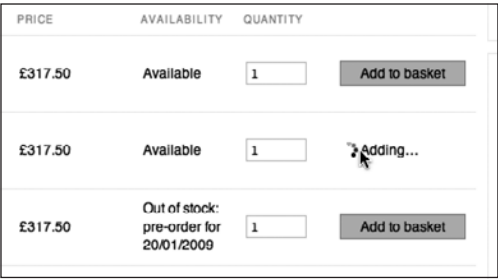 PRICE AVAILABILITY QUANTITY
£317.50 Available 1 Add to basket
£317.50 Available 1 Adding...
Out of stock:
£317.50 pre-order for 1 Add to basket
20/01/2009